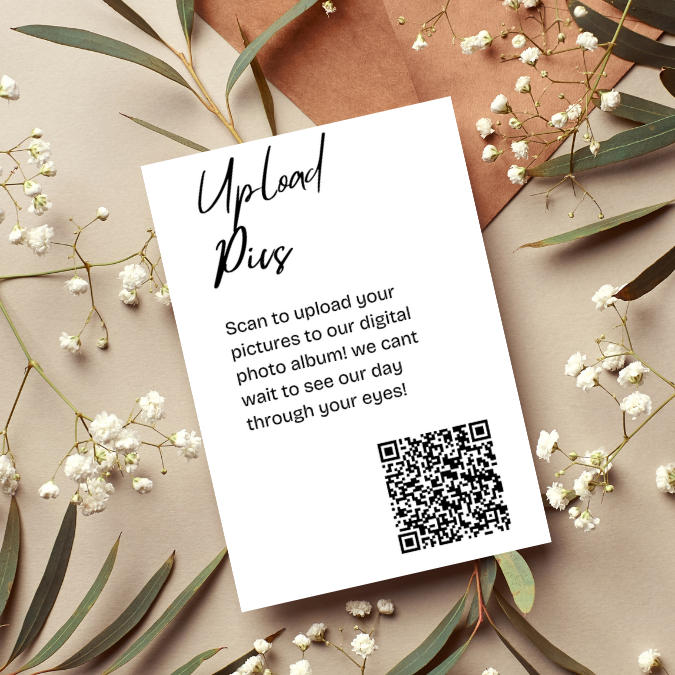 Upload
Pics
Scan to upload your
pictures to our digital
photo album! we cant
wait to see our day
through your eyes!